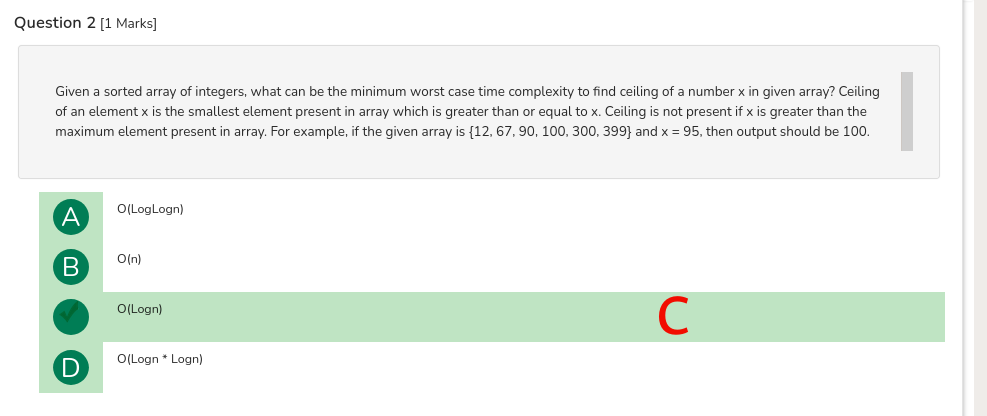 Question 2 [1 Marks]
Given a sorted array of integers, what can be the minimum worst case time complexity to find ceiling of a number x in given array? Ceiling
of an element x is the smallest element present in array which is greater than or equal to x. Ceiling is not present if x is greater than the
maximum element present in array. For example, if the given array is {12, 67, 90, 100, 300, 399} and x = 95, then output should be 100.
A O(LogLogn)
B O(n)
O(Logn) C
D O(Logn * Logn)